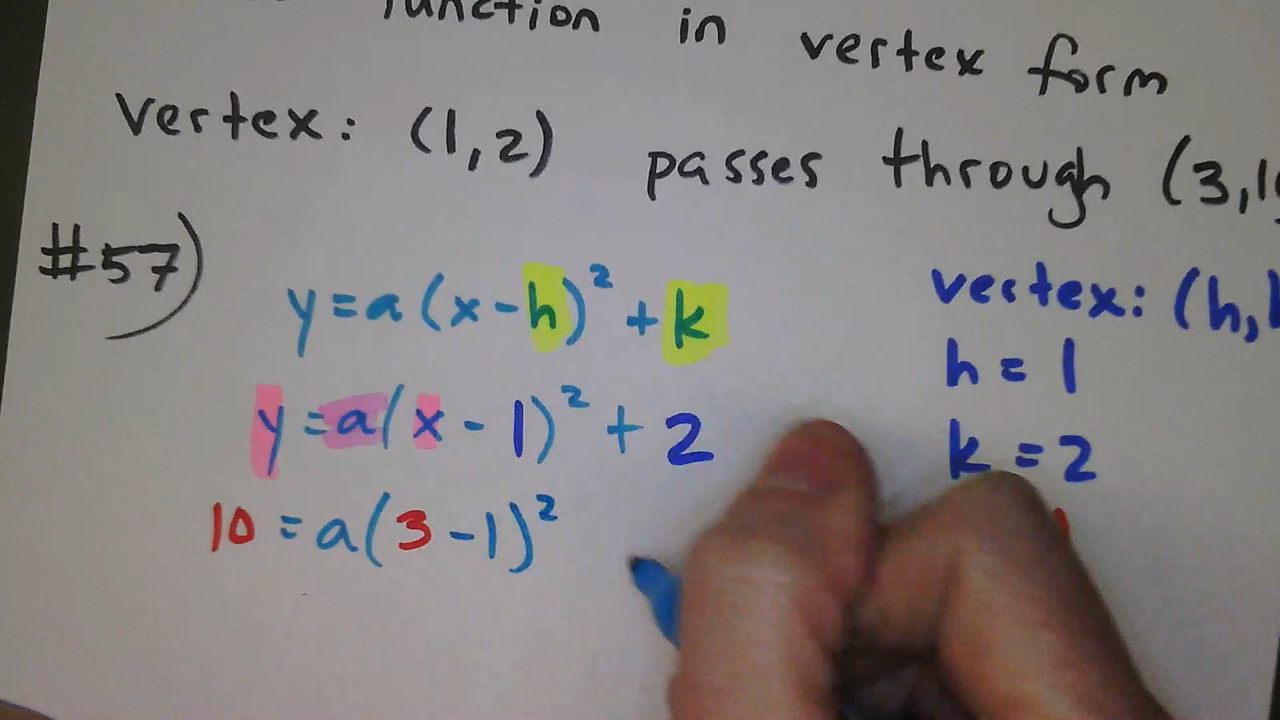 function in vertex form
vertex: (1,2) passes through (3,1
#57)
y = a(x-h)² + k
vertex: (h,
h = 1
y = a(x - 1)² + 2
k = 2
10 = a(3-1)²